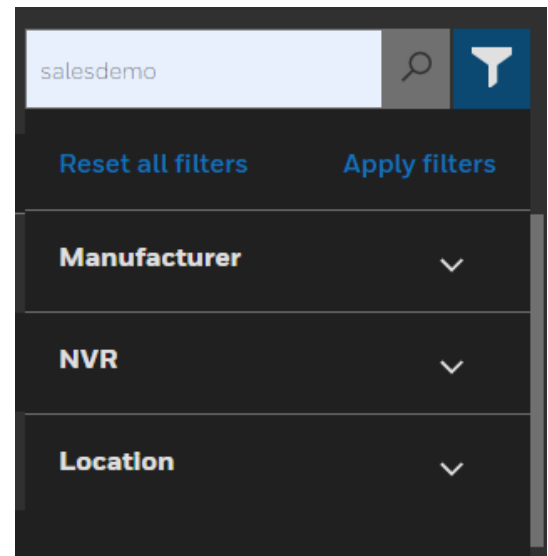 salesdemo
Reset all filters Apply filters
Manufacturer
NVR
Location